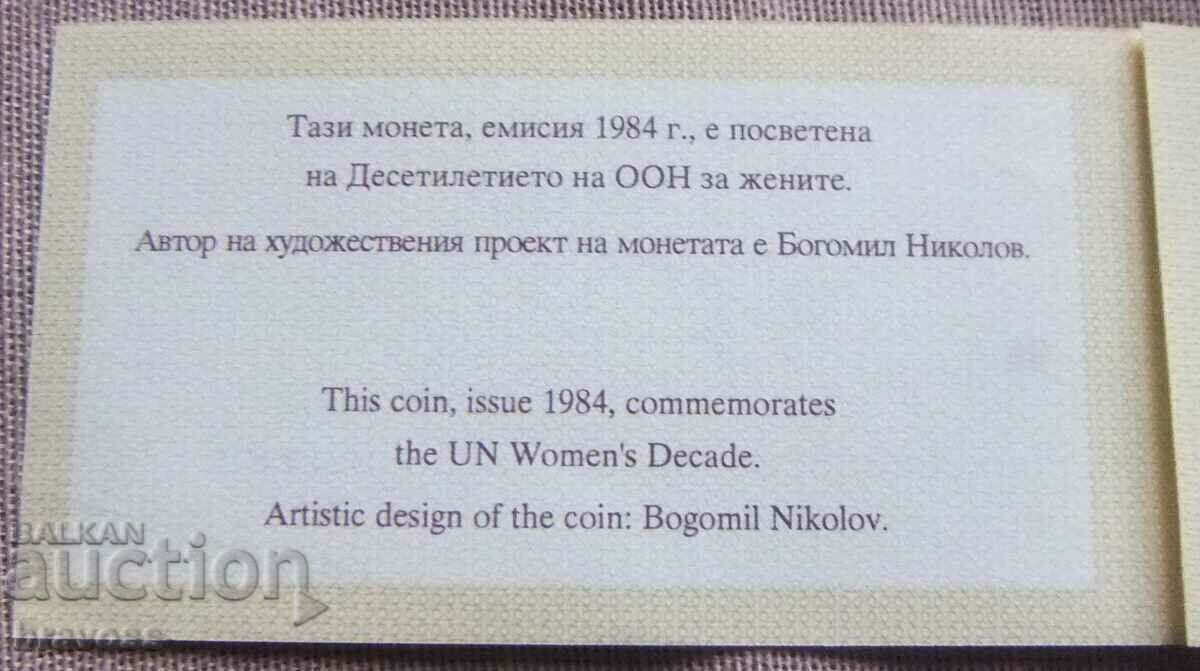 Тази монета, емисия 1984 г., е посветена
на Десетилетието на ООН за жените.
Автор на художествения проект на монетата е Богомил Николов.
This coin, issue 1984, commemorates
the UN Women's Decade.
Artistic design of the coin: Bogomil Nikolov.
BALKAN
auction
bravoss